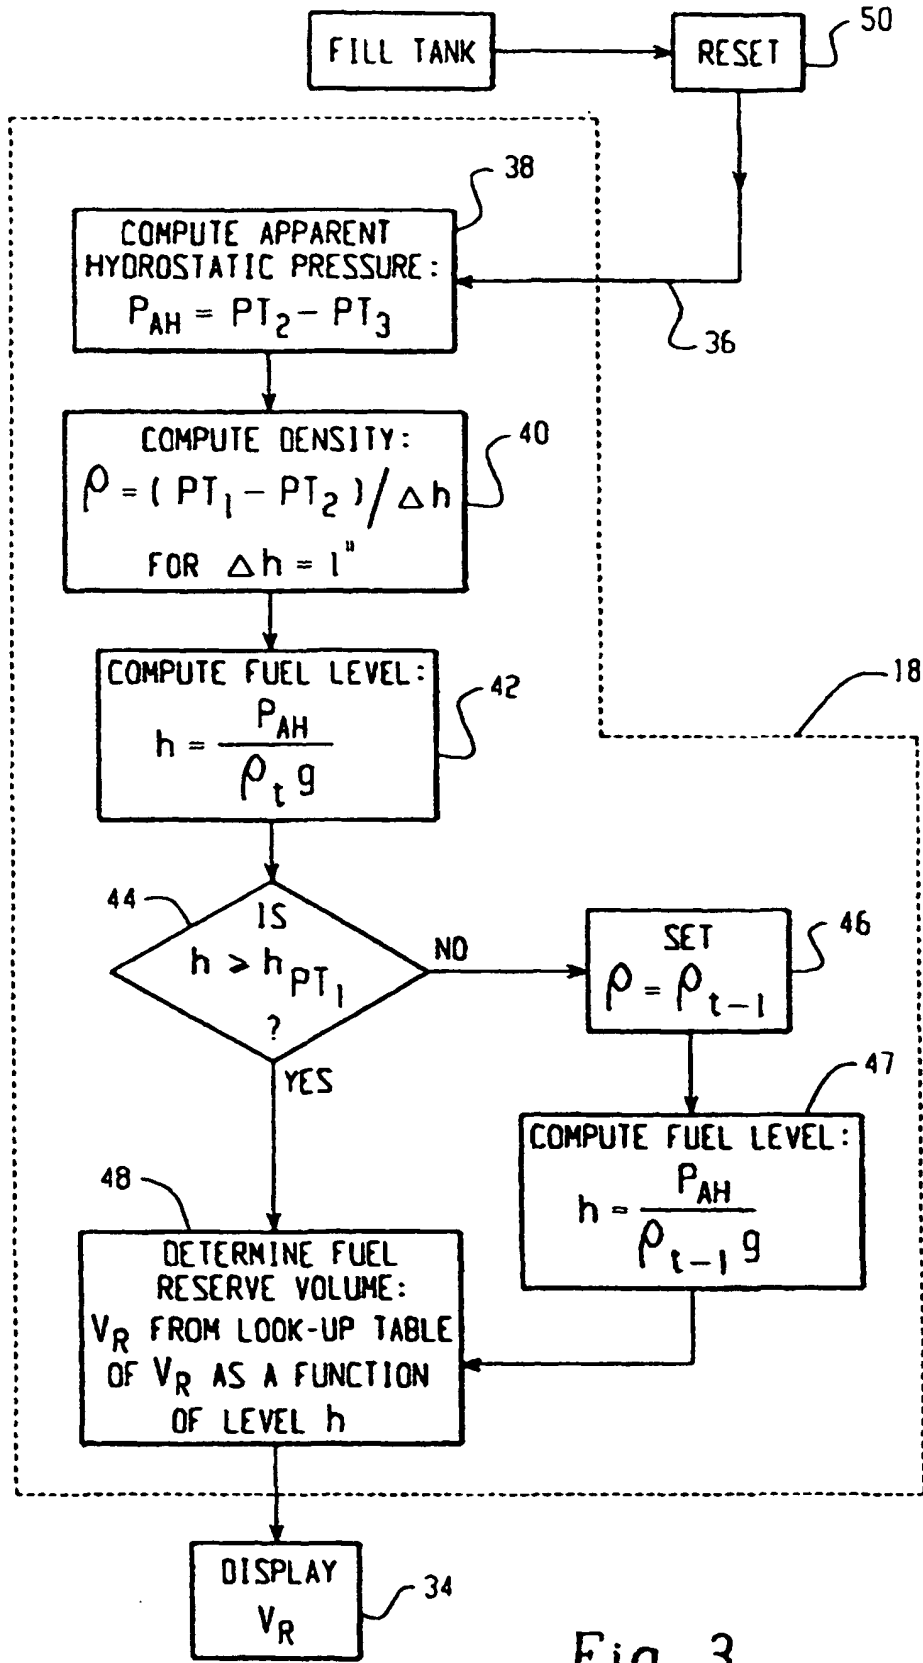 FILL TANK
RESET
50
38
COMPUTE APPARENT
HYDROSTATIC PRESSURE:
P_AH = PT_2 - PT_3
36
COMPUTE DENSITY:
ρ = ( PT_1 - PT_2 ) / Δh
FOR Δh = 1"
40
COMPUTE FUEL LEVEL:
h = P_AH / ρ_t g
42
18
44
IS
h ≥ h_PT_1
?
NO
YES
SET
ρ = ρ_t-1
46
47
COMPUTE FUEL LEVEL:
h = P_AH / ρ_t-1 g
48
DETERMINE FUEL
RESERVE VOLUME:
V_R FROM LOOK-UP TABLE
OF V_R AS A FUNCTION
OF LEVEL h
DISPLAY
V_R
34
Fig. 3